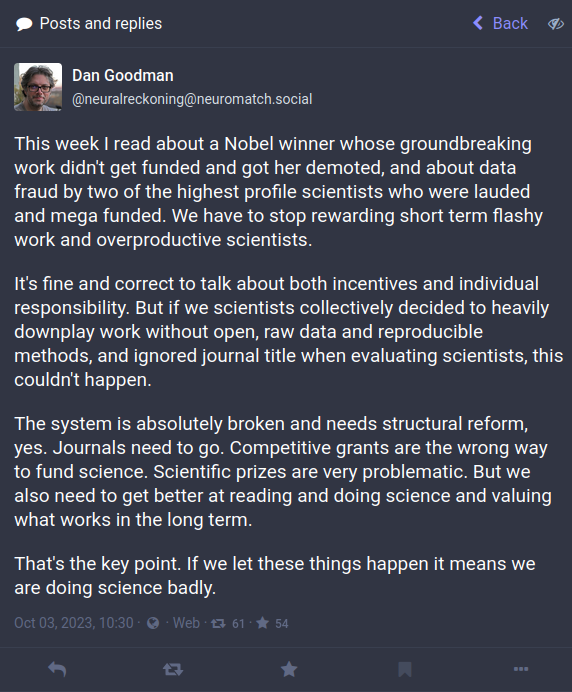 Posts and replies
Back
Dan Goodman
@neuralreckoning@neuromatch.social
This week I read about a Nobel winner whose groundbreaking
work didn't get funded and got her demoted, and about data
fraud by two of the highest profile scientists who were lauded
and mega funded. We have to stop rewarding short term flashy
work and overproductive scientists.
It's fine and correct to talk about both incentives and individual
responsibility. But if we scientists collectively decided to heavily
downplay work without open, raw data and reproducible
methods, and ignored journal title when evaluating scientists, this
couldn't happen.
The system is absolutely broken and needs structural reform,
yes. Journals need to go. Competitive grants are the wrong way
to fund science. Scientific prizes are very problematic. But we
also need to get better at reading and doing science and valuing
what works in the long term.
That's the key point. If we let these things happen it means we
are doing science badly.
Oct 03, 2023, 10:30 · · Web · 61 · 54